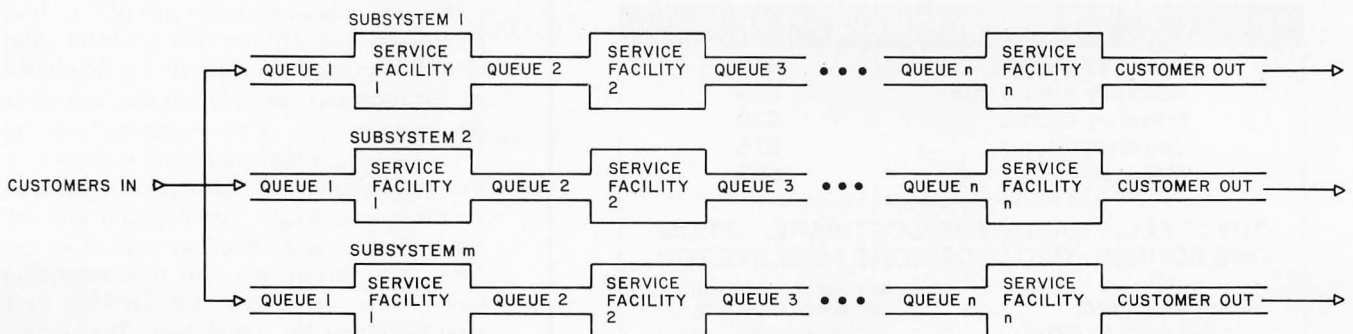 SUBSYSTEM 1
QUEUE 1
SERVICE
FACILITY
1
QUEUE 2
SERVICE
FACILITY
2
QUEUE 3
•••
QUEUE n
SERVICE
FACILITY
n
CUSTOMER OUT
CUSTOMERS IN
SUBSYSTEM 2
QUEUE 1
SERVICE
FACILITY
1
QUEUE 2
SERVICE
FACILITY
2
QUEUE 3
•••
QUEUE n
SERVICE
FACILITY
n
CUSTOMER OUT
SUBSYSTEM m
QUEUE 1
SERVICE
FACILITY
1
QUEUE 2
SERVICE
FACILITY
2
QUEUE 3
•••
QUEUE n
SERVICE
FACILITY
n
CUSTOMER OUT